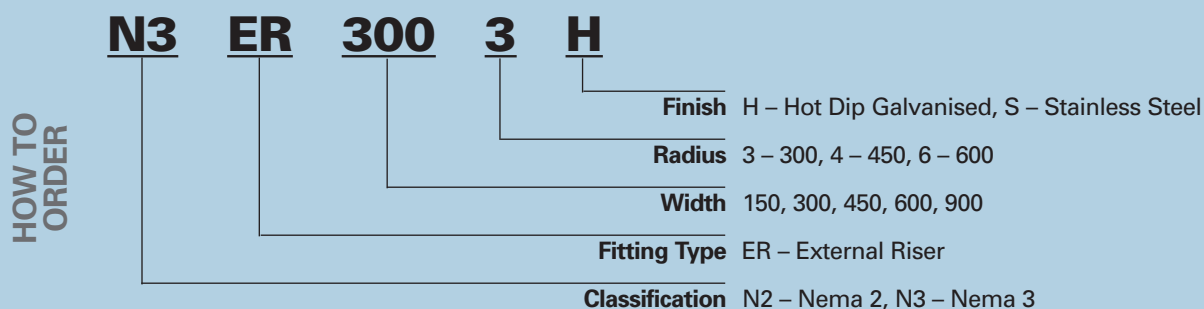 N3 ER 300 3 H
HOW TO
ORDER
Finish H – Hot Dip Galvanised, S – Stainless Steel
Radius 3 – 300, 4 – 450, 6 – 600
Width 150, 300, 450, 600, 900
Fitting Type ER – External Riser
Classification N2 – Nema 2, N3 – Nema 3